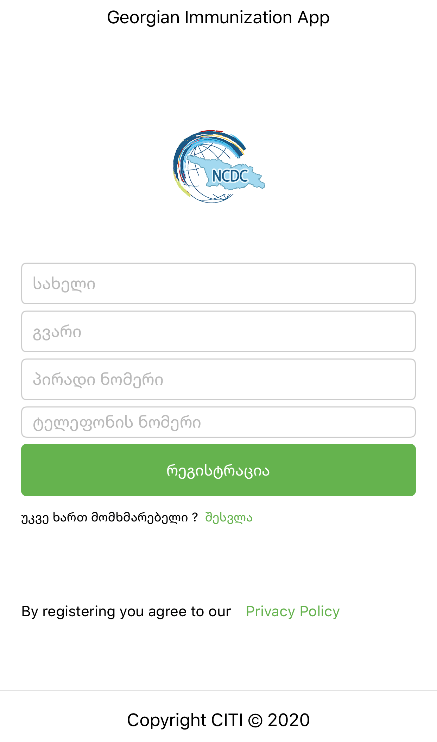 Georgian Immunization App
NCDC
სახელი
გვარი
პირადი ნომერი
ტელეფონის ნომერი
რეგისტრაცია
უკვე ხართ მომხმარებელი ? შესვლა
By registering you agree to our Privacy Policy
Copyright CITI © 2020